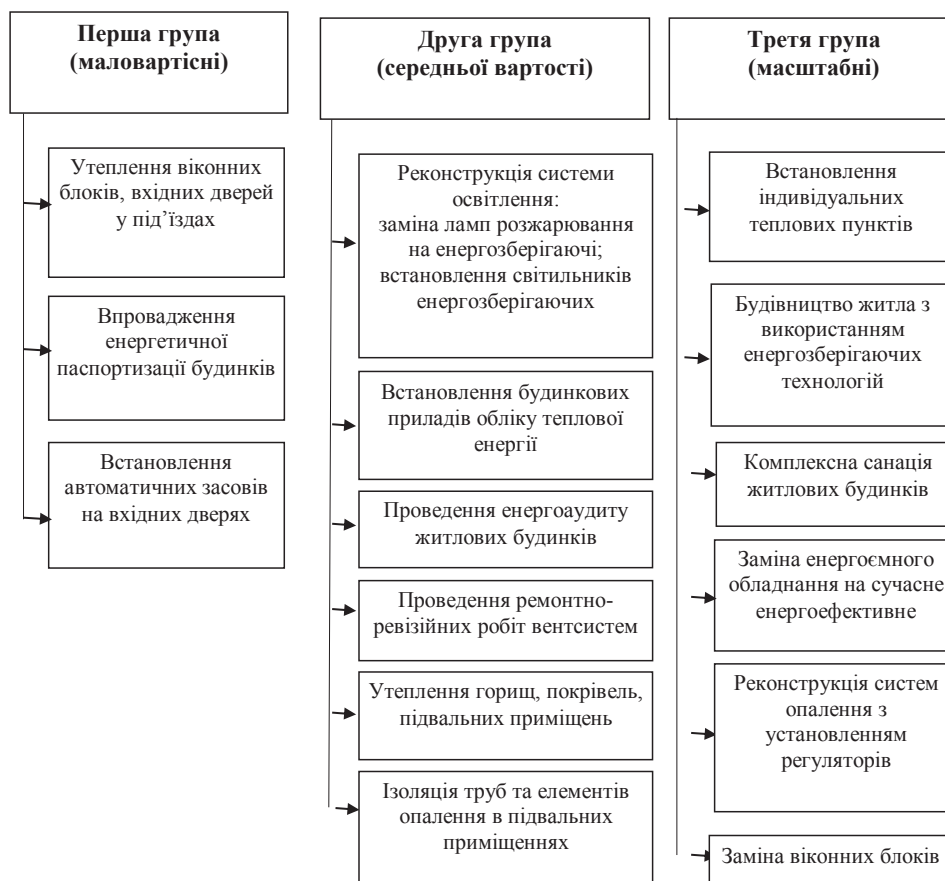 Перша група
(маловартісні)
Утеплення віконних
блоків, вхідних дверей
у під’їздах
Впровадження
енергетичної
паспортизації будинків
Встановлення
автоматичних засовів
на вхідних дверях
Друга група
(середньої вартості)
Реконструкція системи
освітлення:
заміна ламп розжарювання
на енергозберігаючі;
встановлення світильників
енергозберігаючих
Встановлення будинкових
приладів обліку теплової
енергії
Проведення енергоаудиту
житлових будинків
Проведення ремонтно-
ревізійних робіт вентсистем
Утеплення горищ, покрівель,
підвальних приміщень
Ізоляція труб та елементів
опалення в підвальних
приміщеннях
Третя група
(масштабні)
Встановлення
індивідуальних
теплових пунктів
Будівництво житла з
використанням
енергозберігаючих
технологій
Комплексна санація
житлових будинків
Заміна енергоємного
обладнання на сучасне
енергоефективне
Реконструкція систем
опалення з
установленням
регуляторів
Заміна віконних блоків